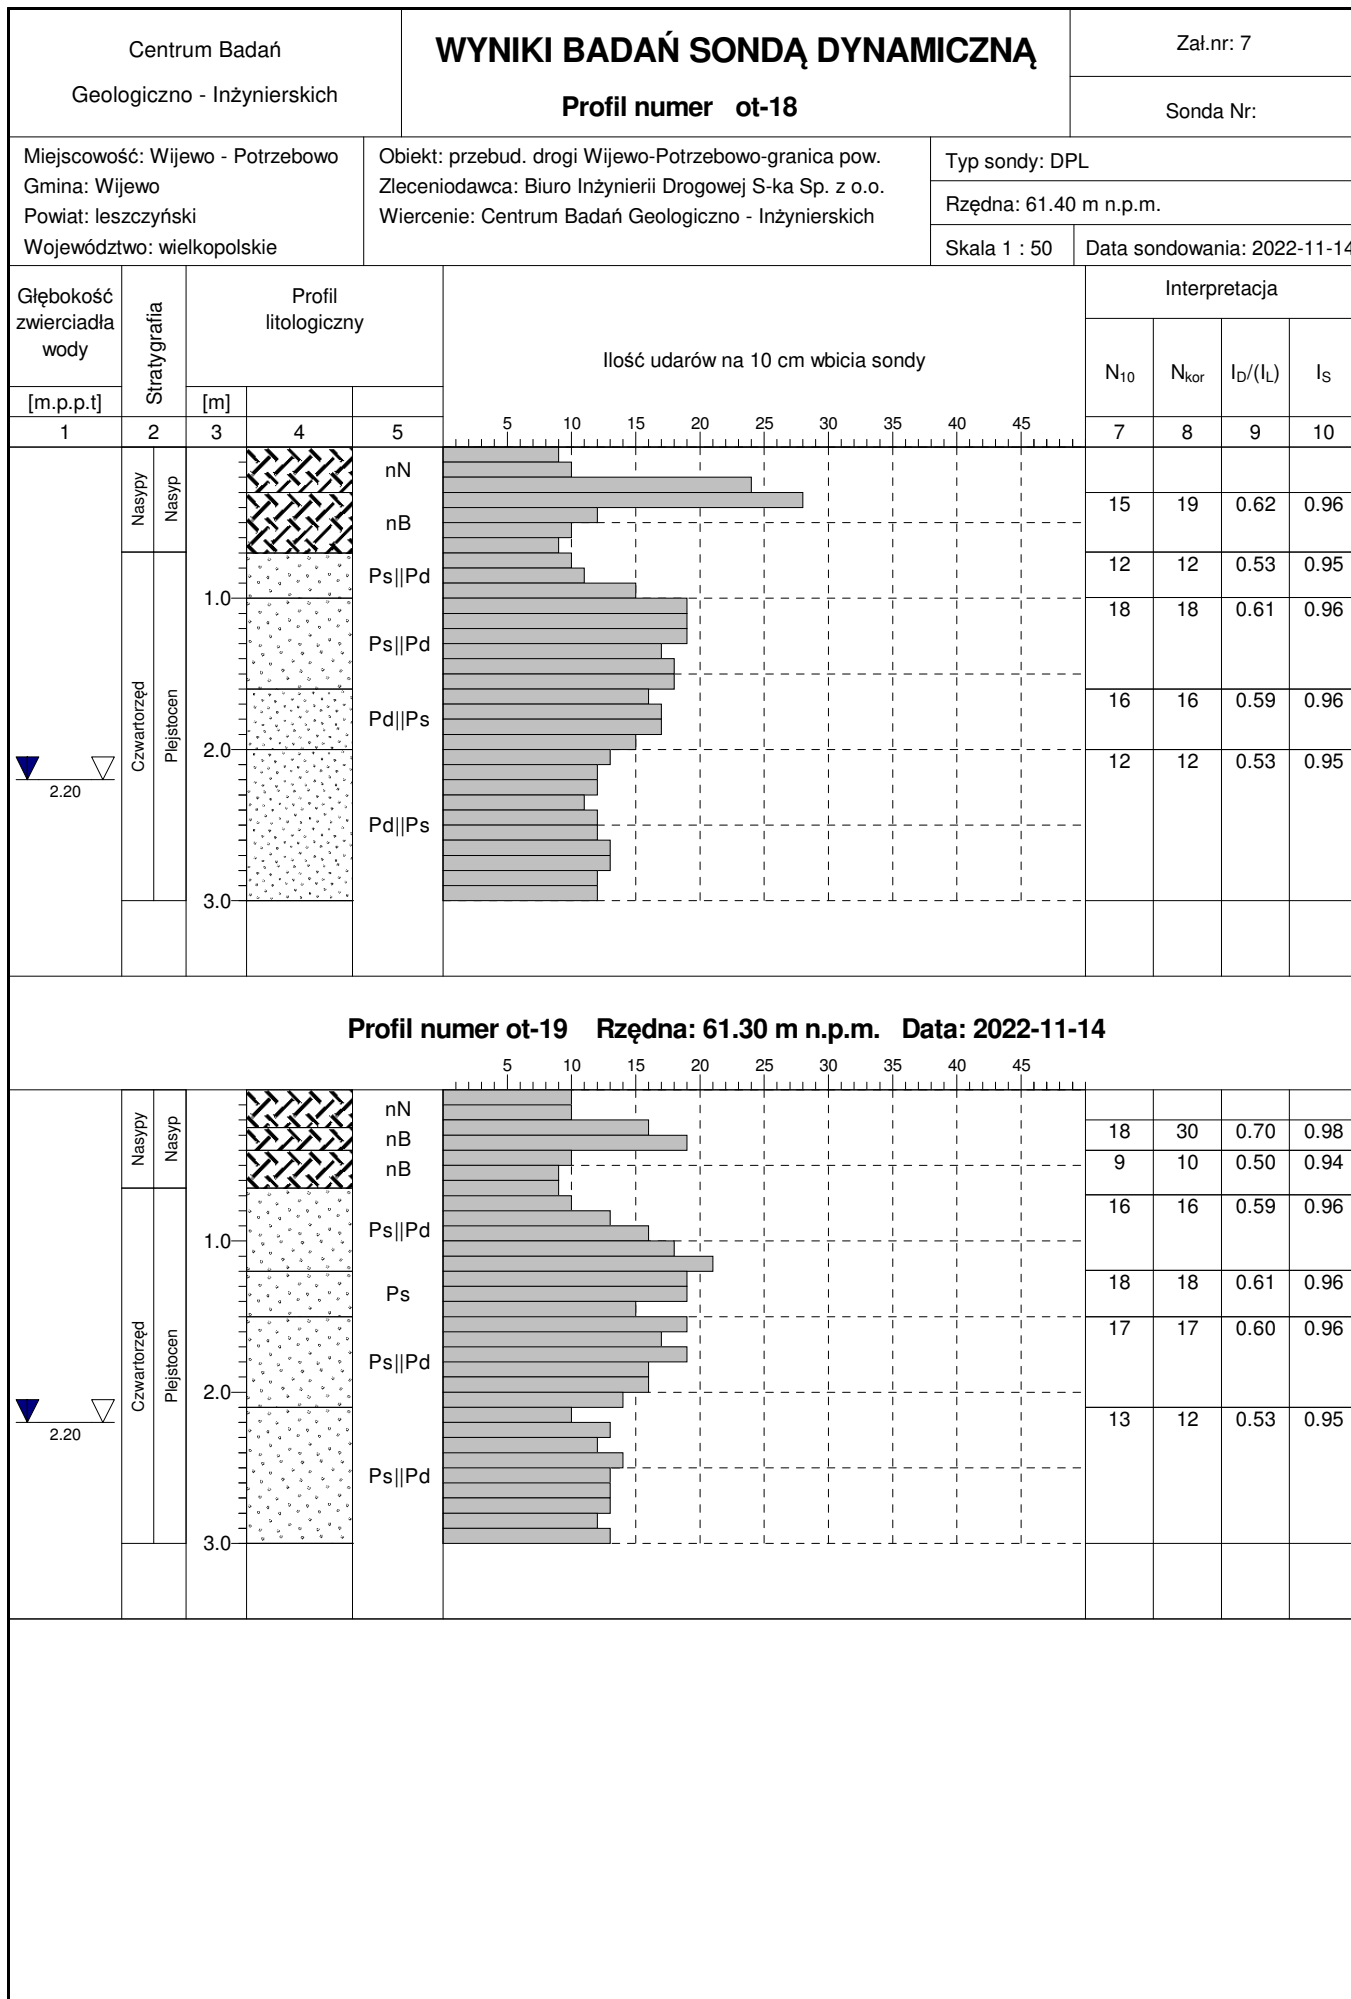 Centrum Badań
Geologiczno - Inżynierskich
WYNIKI BADAŃ SONDĄ DYNAMICZNĄ
Profil numer ot-18
Zał.nr: 7
Sonda Nr:
Miejscowość: Wijewo - Potrzebowo
Gmina: Wijewo
Powiat: leszczyński
Województwo: wielkopolskie
Obiekt: przebud. drogi Wijewo-Potrzebowo-granica pow.
Zleceniodawca: Biuro Inżynierii Drogowej S-ka Sp. z o.o.
Wiercenie: Centrum Badań Geologiczno - Inżynierskich
Typ sondy: DPL
Rzędna: 61.40 m n.p.m.
Skala 1 : 50
Data sondowania: 2022-11-14
Głębokość
zwierciadła
wody
[m.p.p.t]
Stratygrafia
Profil
litologiczny
[m]
Ilość udarów na 10 cm wbicia sondy
Interpretacja
N10 Nkor ID/(IL) IS
5 10 15 20 25 30 35 40 45
1 2 3 4 5 7 8 9 10
Nasypy
Nasyp
nN
nB
15 19 0.62 0.96
Ps||Pd
12 12 0.53 0.95
1.0
18 18 0.61 0.96
Ps||Pd
Czwartorzęd
Plejstocen
16 16 0.59 0.96
Pd||Ps
2.0
12 12 0.53 0.95
2.20
Pd||Ps
3.0
Profil numer ot-19 Rzędna: 61.30 m n.p.m. Data: 2022-11-14
5 10 15 20 25 30 35 40 45
Nasypy
Nasyp
nN
nB
18 30 0.70 0.98
nB
9 10 0.50 0.94
16 16 0.59 0.96
Ps||Pd
1.0
18 18 0.61 0.96
Ps
17 17 0.60 0.96
Czwartorzęd
Plejstocen
Ps||Pd
2.0
13 12 0.53 0.95
2.20
Ps||Pd
3.0